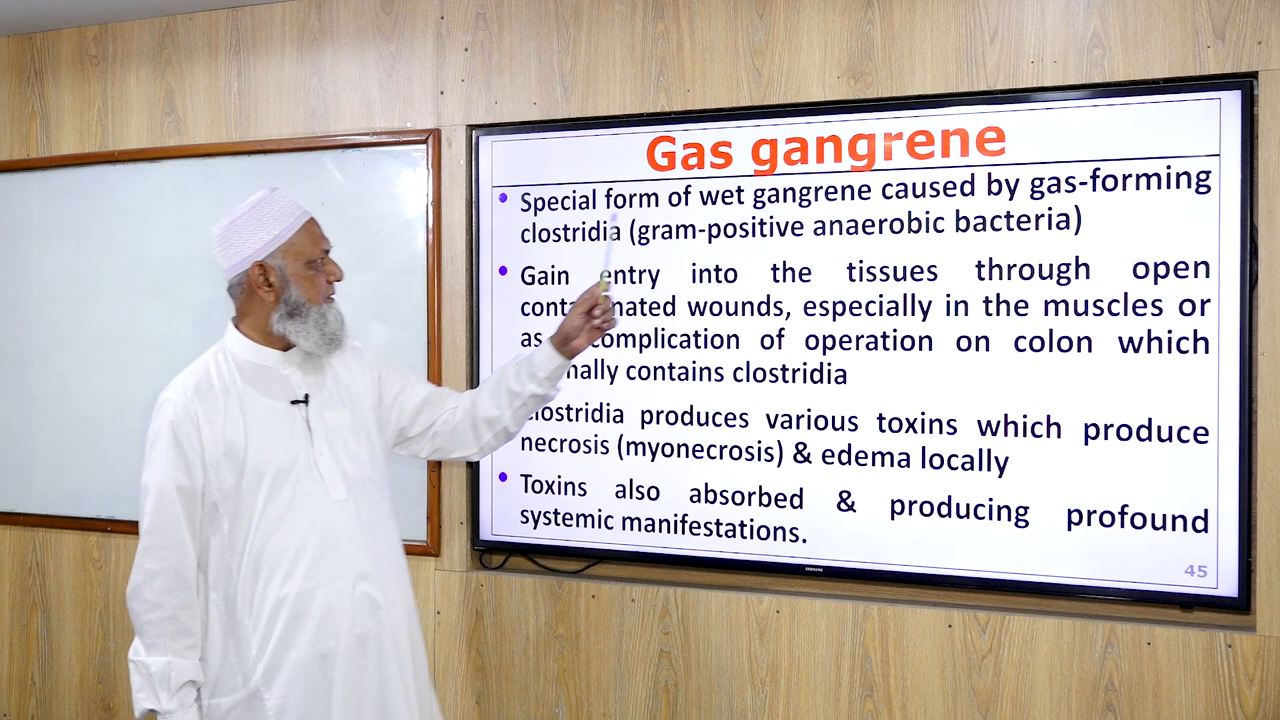 Gas gangrene
• Special form of wet gangrene caused by gas-forming
clostridia (gram-positive anaerobic bacteria)
• Gain entry into the tissues through open
wounds, especially in the muscles or
as complication of operation on colon which
contains clostridia
clostridia produces various toxins which produce
necrosis (myonecrosis) & edema locally
• Toxins also absorbed & producing profound
systemic manifestations.
45
SAMSUNG